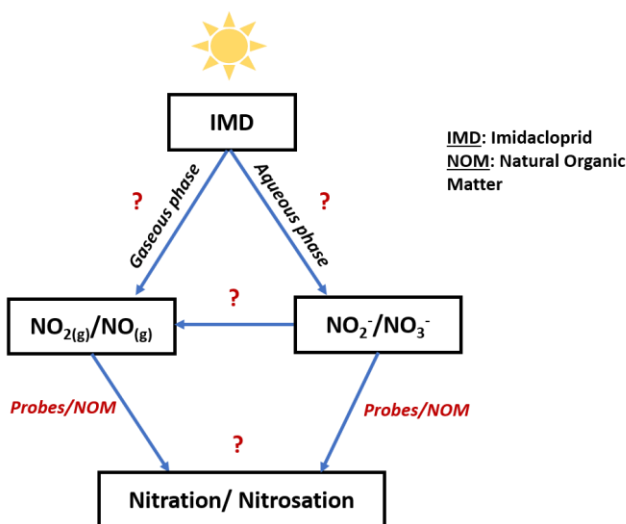 IMD
IMD: Imidacloprid
NOM: Natural Organic
Matter
?
Gaseous phase
Aqueous phase
?
NO2(g)/NO(g)
?
NO2-/NO3-
Probes/NOM
?
Probes/NOM
Nitration/ Nitrosation